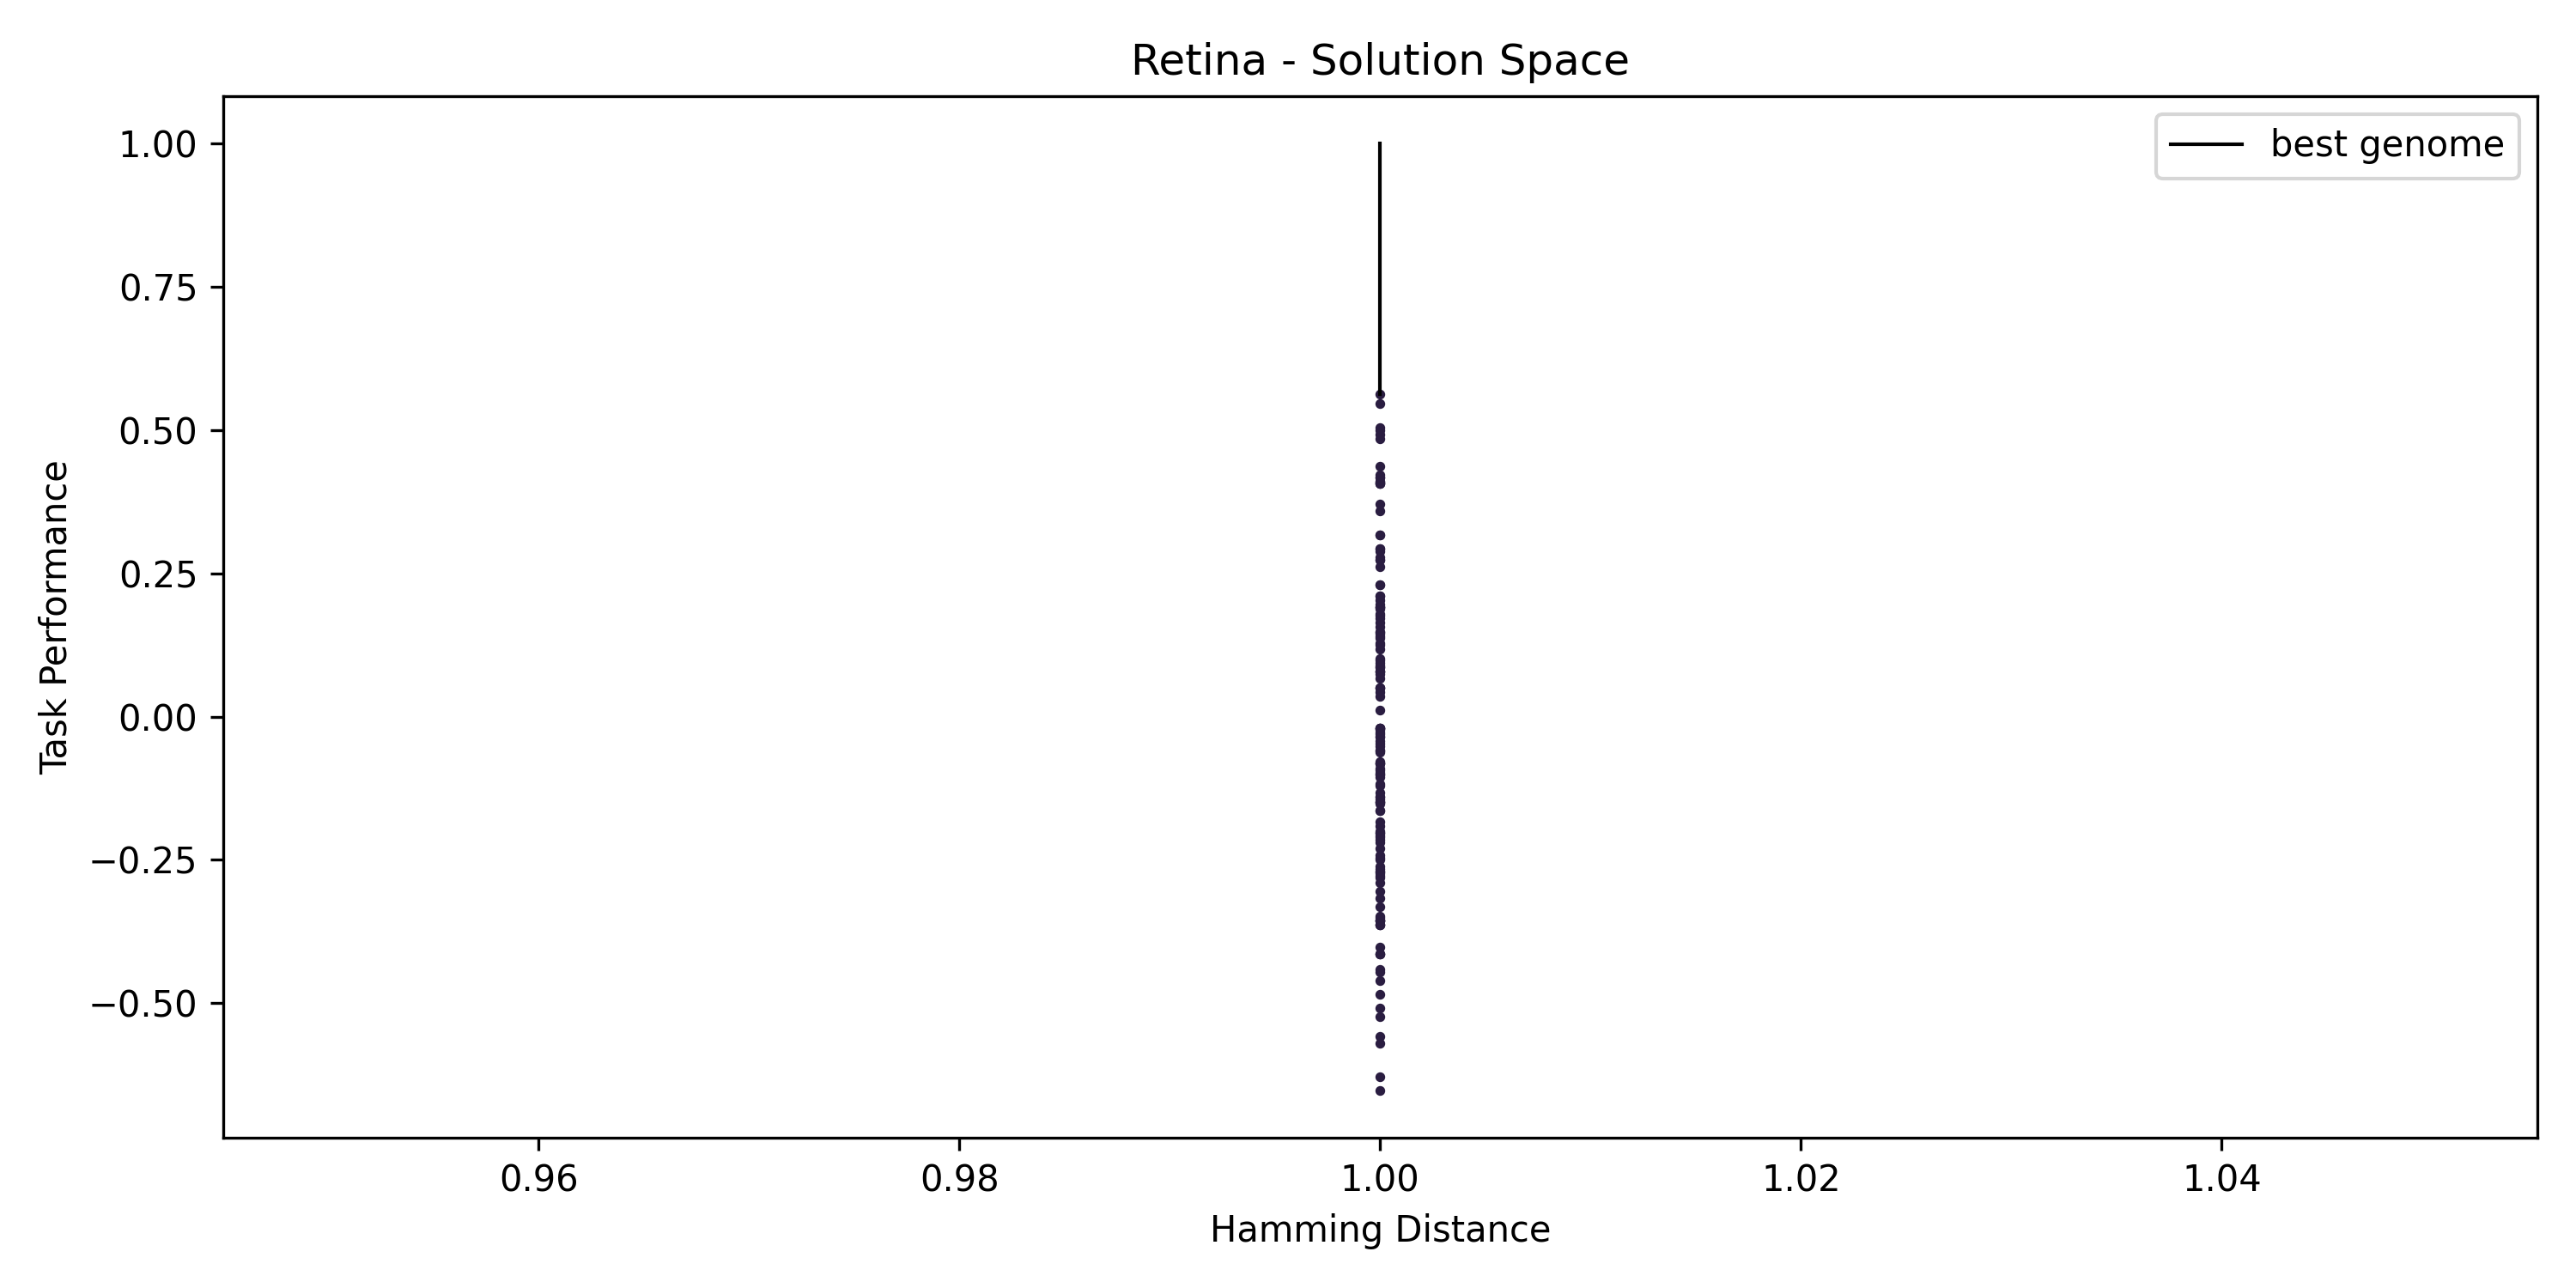 Retina - Solution Space
best genome
1.00
0.75
0.50
0.25
0.00
−0.25
−0.50
Task Performance
0.96 0.98 1.00 1.02 1.04
Hamming Distance